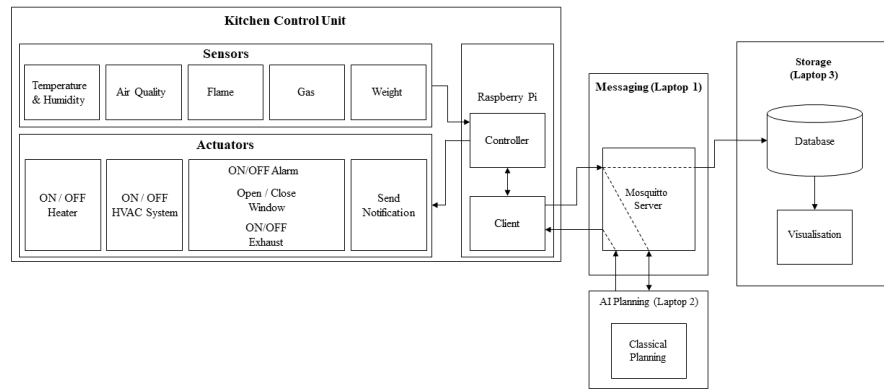 Kitchen Control Unit
Sensors
Temperature
& Humidity
Air Quality
Flame
Gas
Weight
Actuators
ON / OFF
Heater
ON / OFF
HVAC System
ON/OFF Alarm
Open / Close
Window
ON/OFF
Exhaust
Send
Notification
Raspberry Pi
Controller
Client
Messaging (Laptop 1)
Mosquitto
Server
AI Planning (Laptop 2)
Classical
Planning
Storage
(Laptop 3)
Database
Visualisation